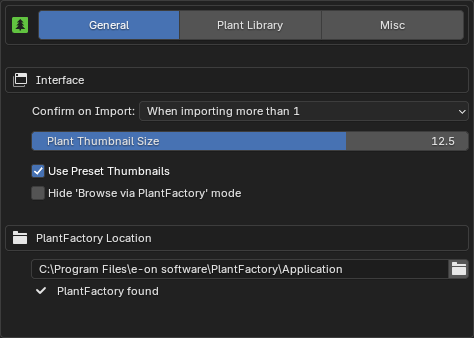 General Plant Library Misc
Interface
Confirm on Import: When importing more than 1
Plant Thumbnail Size 12.5
Use Preset Thumbnails
Hide 'Browse via PlantFactory' mode
PlantFactory Location
C:\Program Files\e-on software\PlantFactory\Application
PlantFactory found